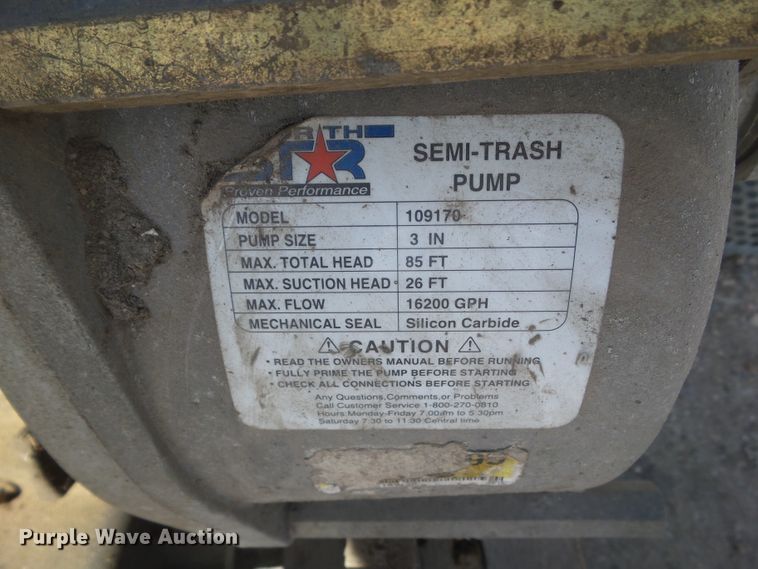 RTH
STAR
Proven Performance
SEMI-TRASH
PUMP
MODEL 109170
PUMP SIZE 3 IN
MAX. TOTAL HEAD 85 FT
MAX. SUCTION HEAD 26 FT
MAX. FLOW 16200 GPH
MECHANICAL SEAL Silicon Carbide
CAUTION
• READ THE OWNERS MANUAL BEFORE RUNNING
• FULLY PRIME THE PUMP BEFORE STARTING
• CHECK ALL CONNECTIONS BEFORE STARTING
Any Questions,Comments,or Problems
Call Customer Service 1-800-270-0810
Hours:Monday-Friday 7:00am to 5:30pm
Saturday 7:30 to 11:30 Central time
Purple Wave Auction